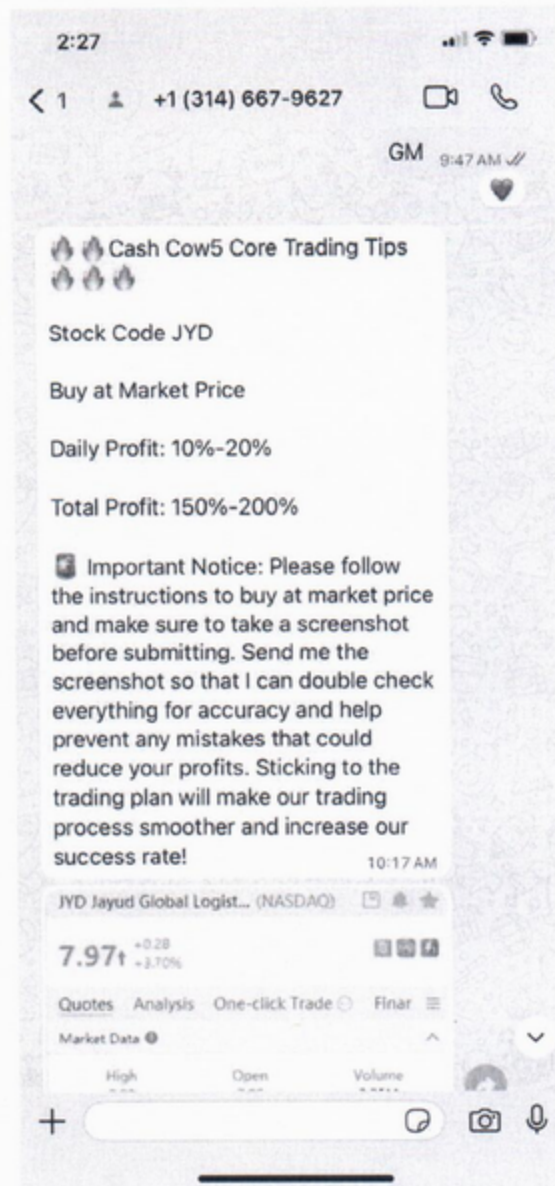 2:27
1 +1 (314) 667-9627
GM 9:47 AM
🔥🔥Cash Cow5 Core Trading Tips
🔥🔥🔥
Stock Code JYD
Buy at Market Price
Daily Profit: 10%-20%
Total Profit: 150%-200%
Important Notice: Please follow
the instructions to buy at market price
and make sure to take a screenshot
before submitting. Send me the
screenshot so that I can double check
everything for accuracy and help
prevent any mistakes that could
reduce your profits. Sticking to the
trading plan will make our trading
process smoother and increase our
success rate!
10:17 AM
JYD Jayud Global Logist... (NASDAQ)
7.97↑ +0.28
+3.70%
Quotes Analysis One-click Trade Finar
Market Data
High Open Volume